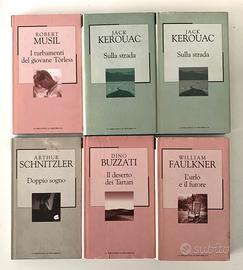 ROBERT
MUSIL
I turbamenti
del giovane Törless
JACK
KEROUAC
Sulla strada
JACK
KEROUAC
Sulla strada
ARTHUR
SCHNITZLER
Doppio sogno
DINO
BUZZATI
Il deserto
dei Tartari
WILLIAM
FAULKNER
L'urlo
e il furore
subito